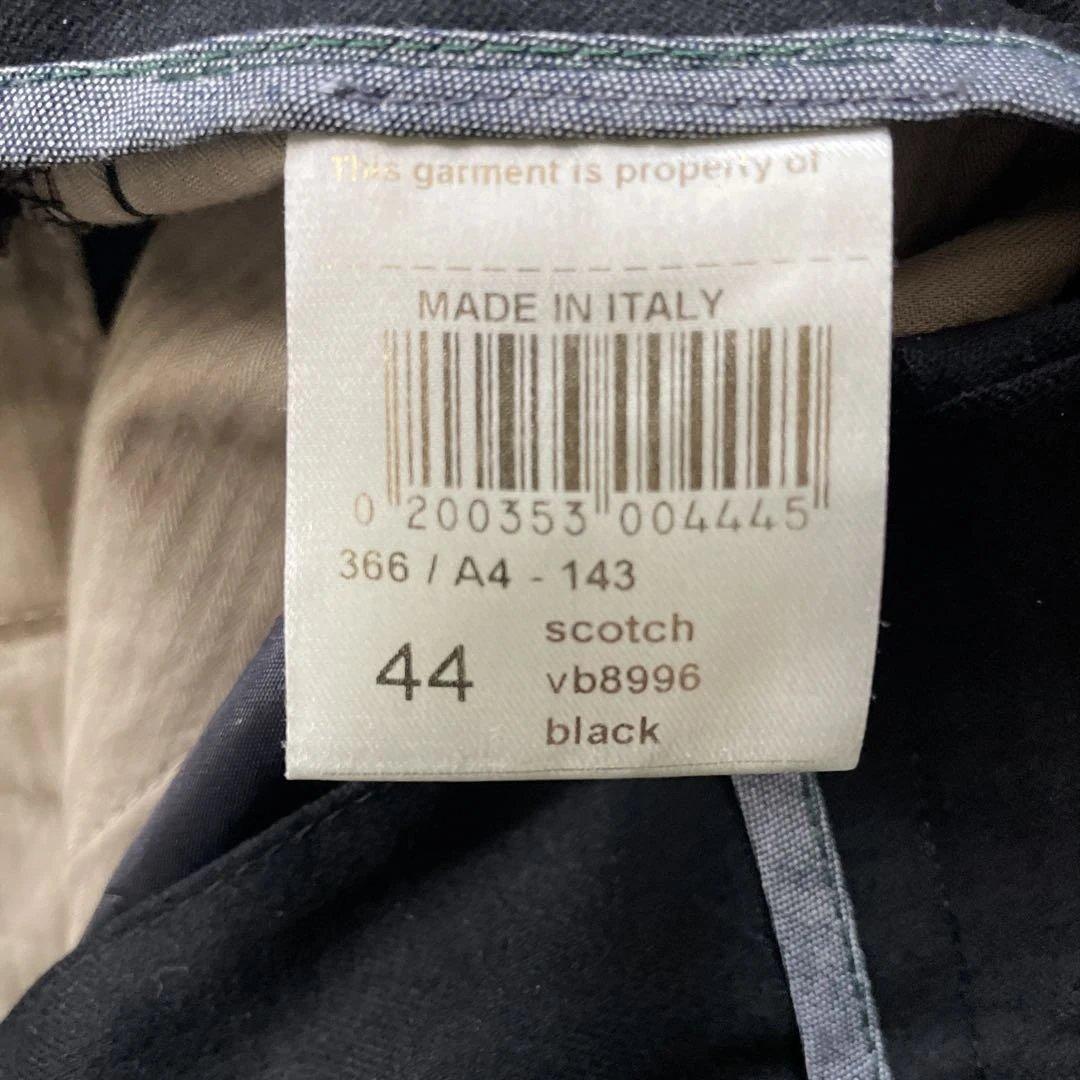 This garment is property of
MADE IN ITALY
0 200353 004445
366 / A4 - 143
44
scotch
vb8996
black